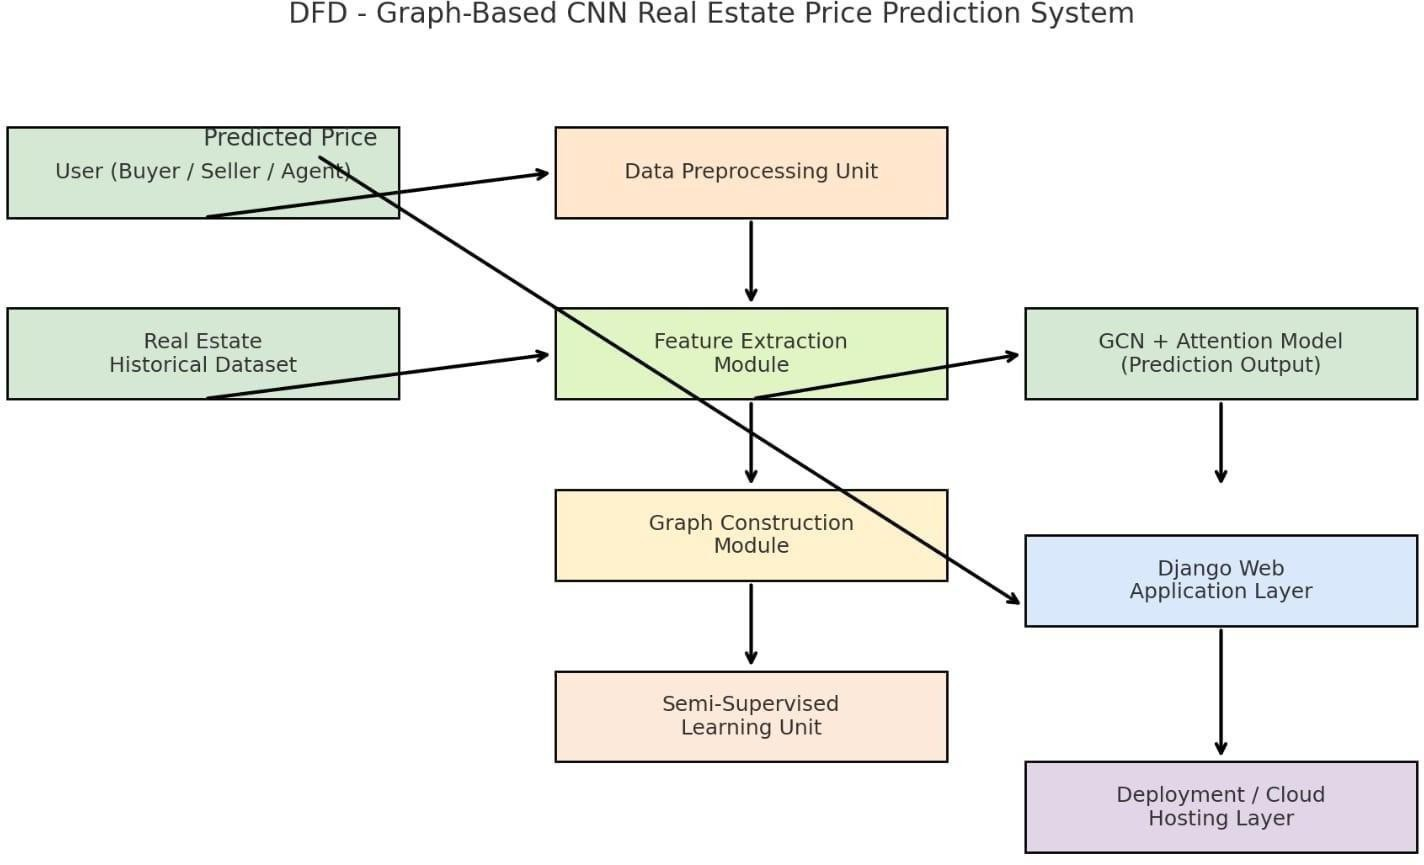 DFD - Graph-Based CNN Real Estate Price Prediction System
Predicted Price
User (Buyer / Seller / Agent)
Data Preprocessing Unit
Real Estate
Historical Dataset
Feature Extraction
Module
GCN + Attention Model
(Prediction Output)
Graph Construction
Module
Django Web
Application Layer
Semi-Supervised
Learning Unit
Deployment / Cloud
Hosting Layer